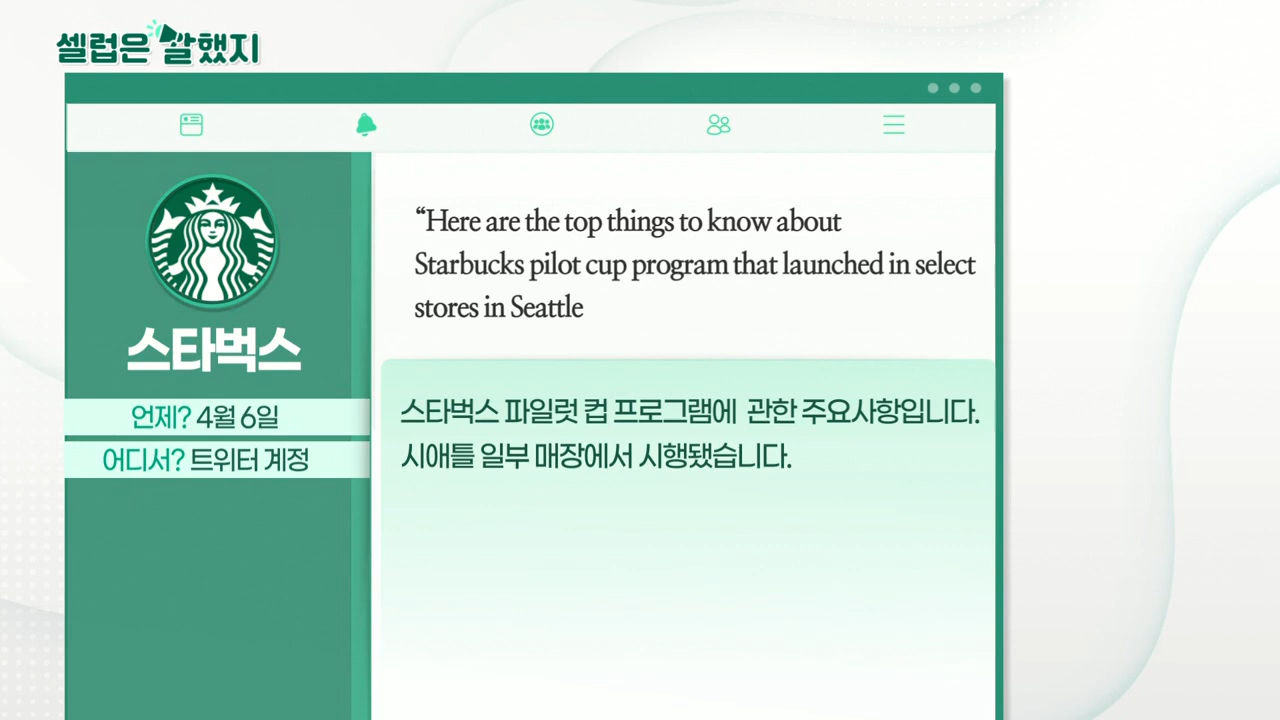 셀럽은 말했지
“Here are the top things to know about
Starbucks pilot cup program that launched in select
stores in Seattle
스타벅스
언제? 4월 6일
어디서? 트위터 계정
스타벅스 파일럿 컵 프로그램에 관한 주요사항입니다.
시애틀 일부 매장에서 시행됐습니다.